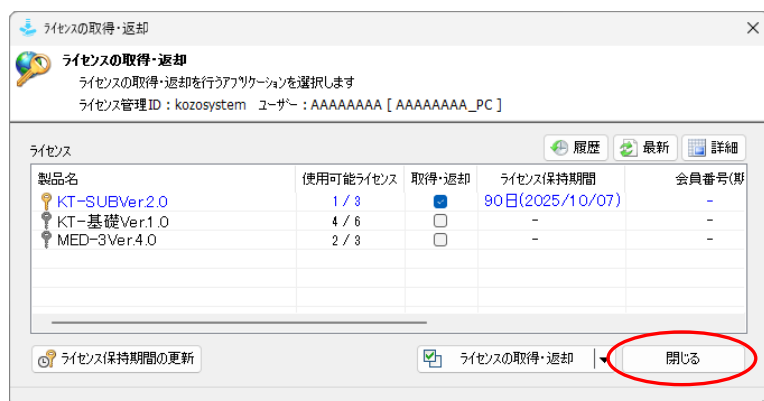 ライセンスの取得・返却
ライセンスの取得・返却
ライセンスの取得・返却を行うアプリケーションを選択します
ライセンス管理ID：kozosystem ユーザー：AAAAAAAA [ AAAAAAAA_PC ]
ライセンス 履歴 最新 詳細
製品名 使用可能ライセンス 取得・返却 ライセンス保持期間 会員番号(期
KT-SUBVer.2.0 1 / 3 90日(2025/10/07) -
KT-基礎Ver.1.0 4 / 6 - -
MED-3Ver.4.0 2 / 3 - -
ライセンス保持期間の更新 ライセンスの取得・返却 閉じる